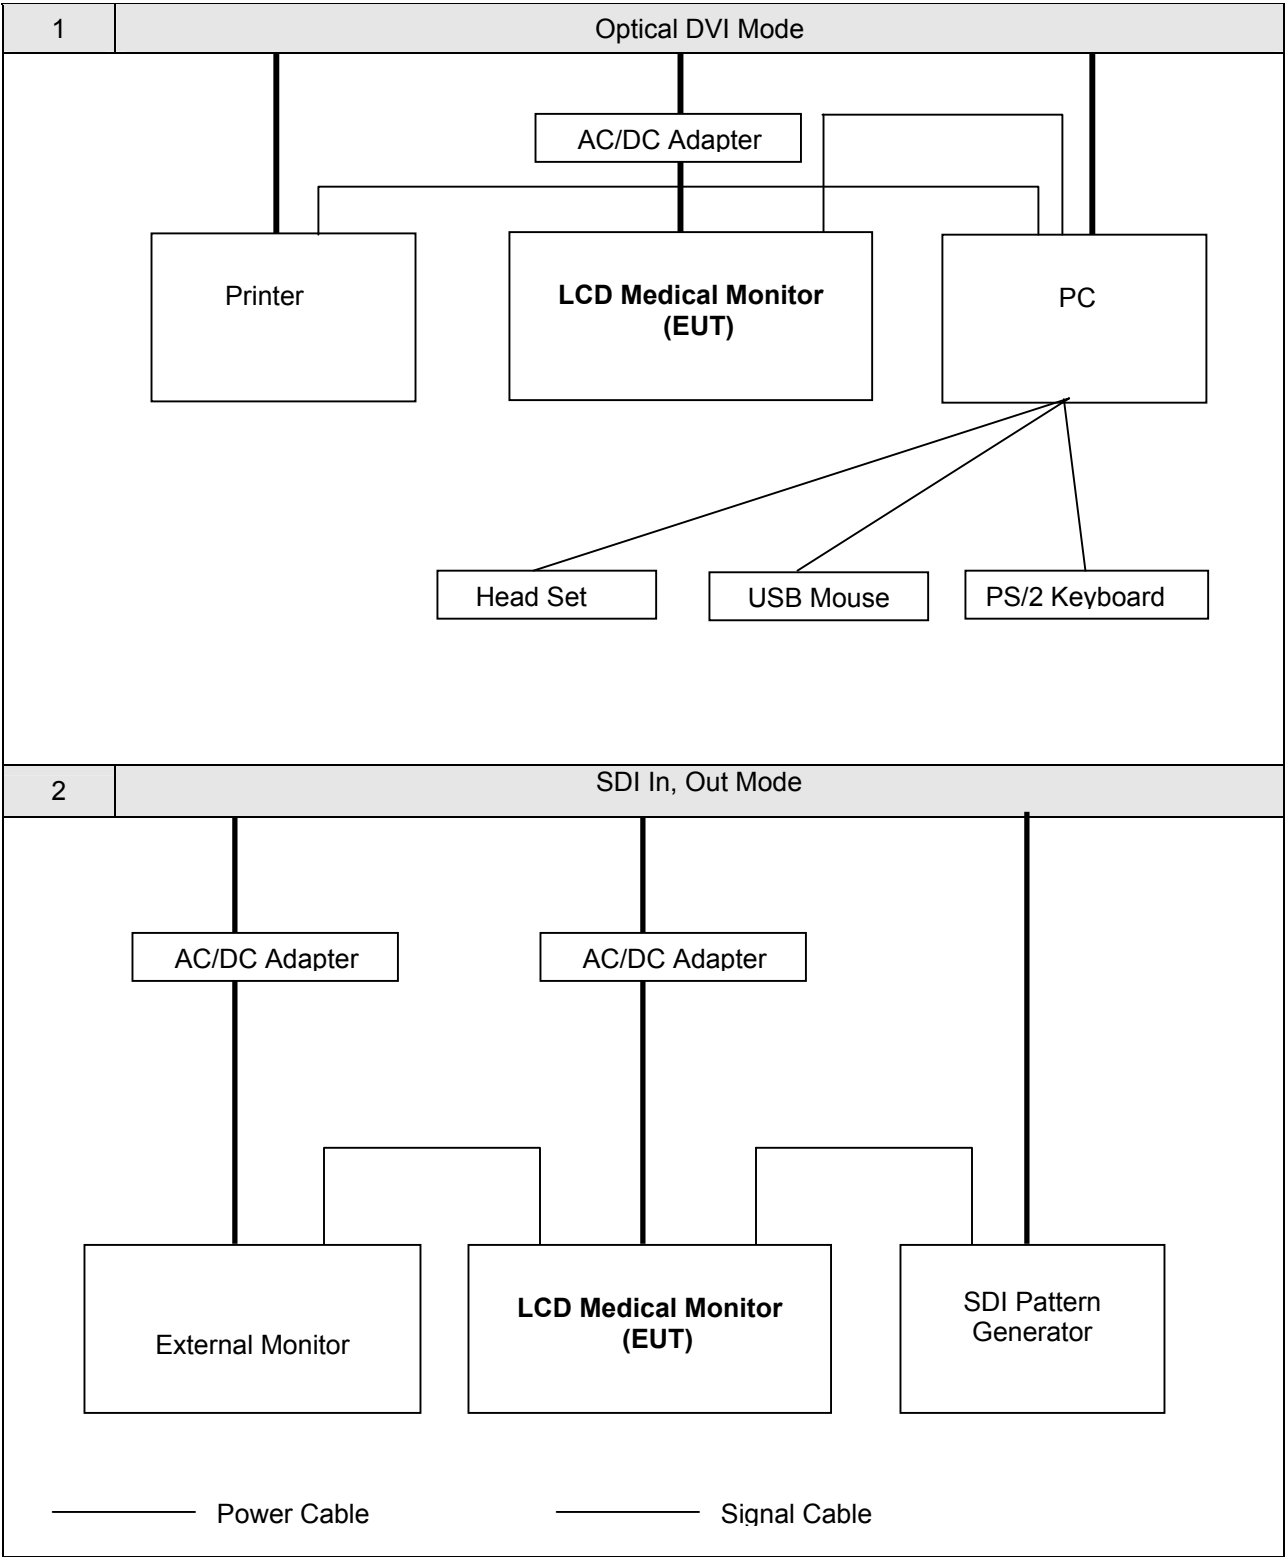 1
Optical DVI Mode
AC/DC Adapter
Printer
LCD Medical Monitor
(EUT)
PC
Head Set
USB Mouse
PS/2 Keyboard
2
SDI In, Out Mode
AC/DC Adapter
AC/DC Adapter
External Monitor
LCD Medical Monitor
(EUT)
SDI Pattern
Generator
Power Cable
Signal Cable